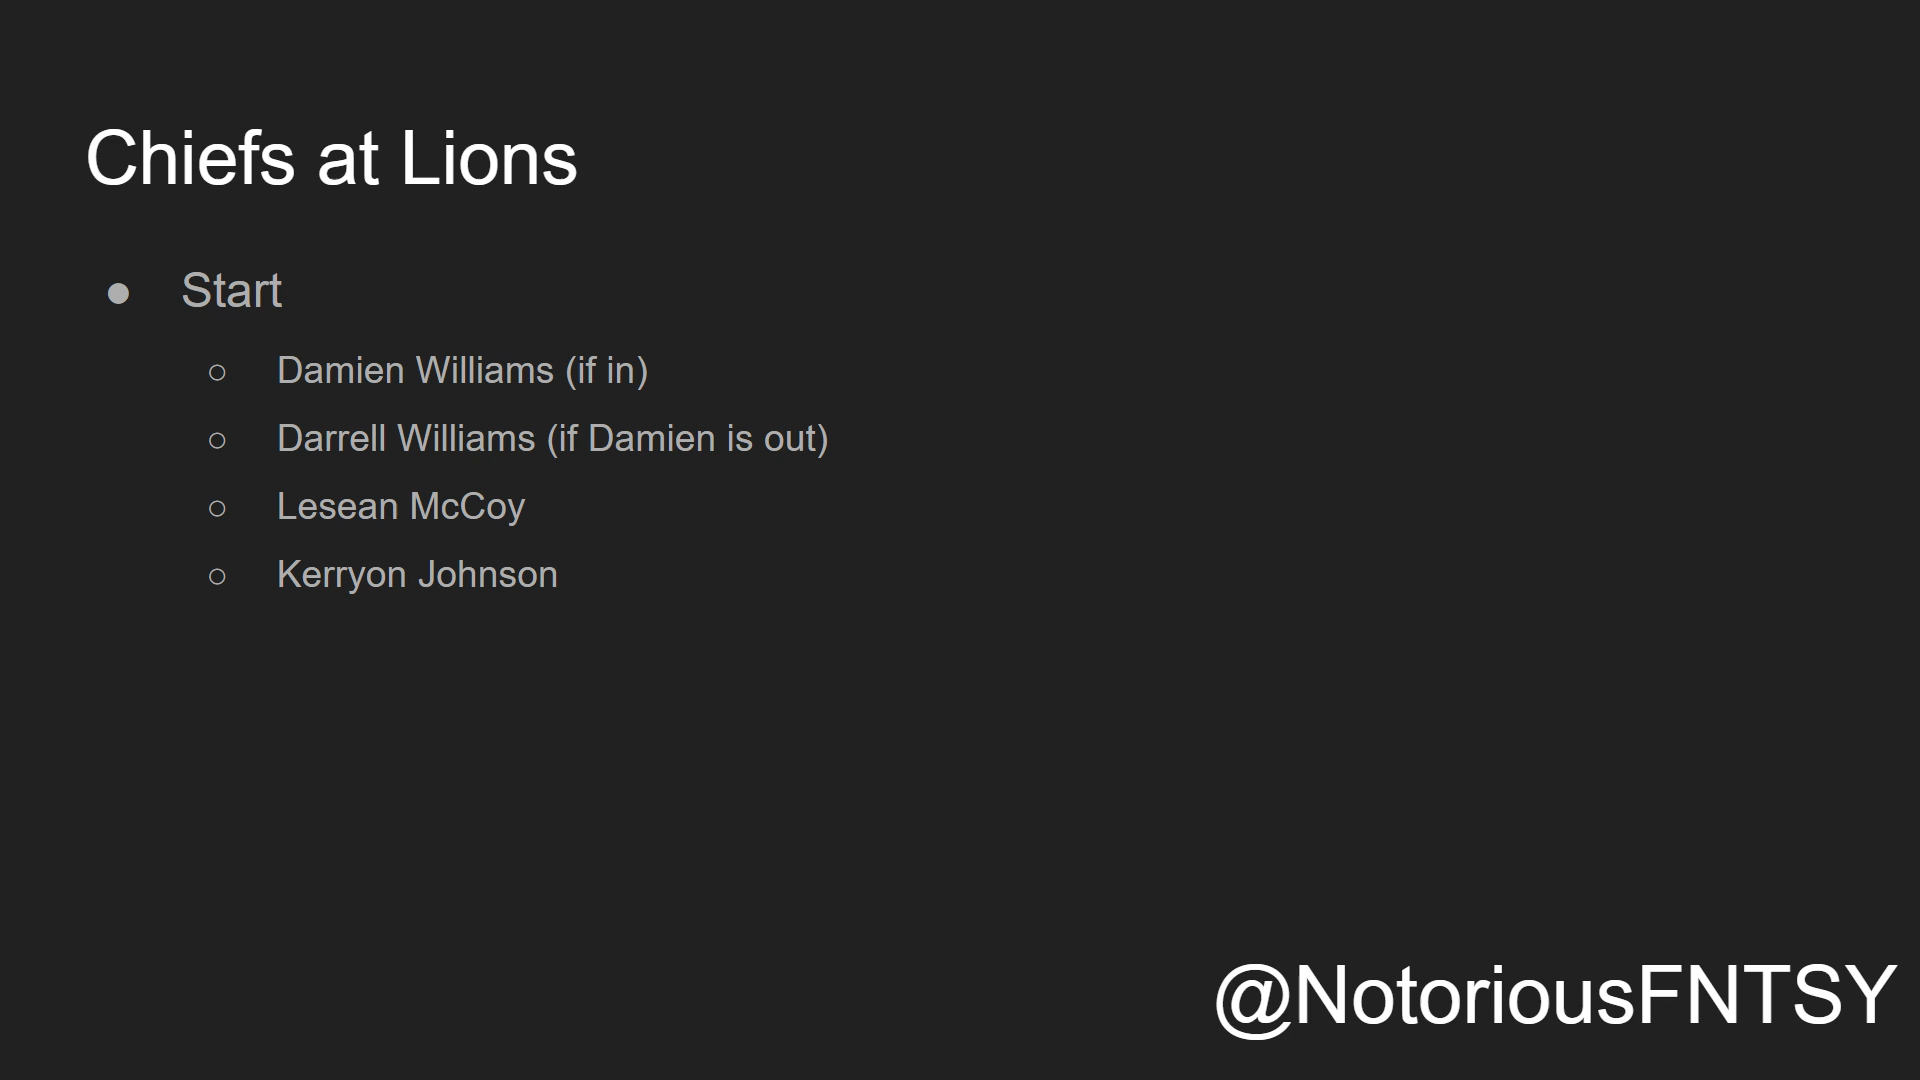 Chiefs at Lions
● Start
○ Damien Williams (if in)
○ Darrell Williams (if Damien is out)
○ Lesean McCoy
○ Kerryon Johnson
@NotoriousFNTSY